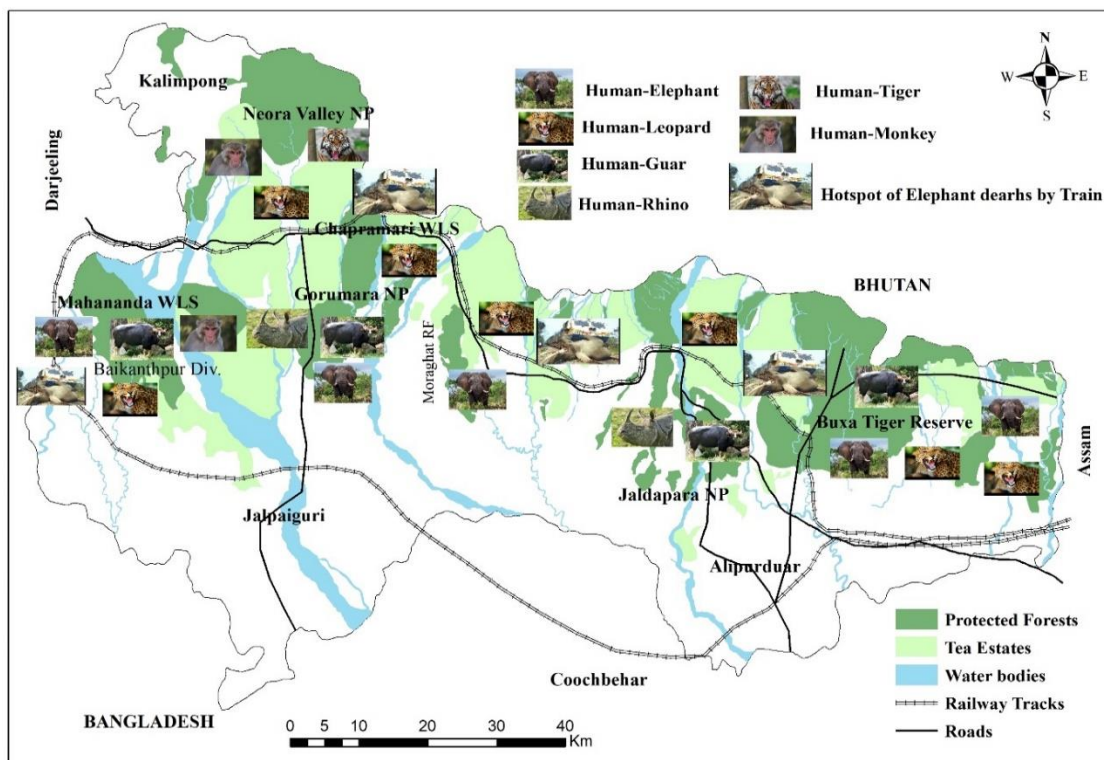 N
W E
S
Kalimpong
Human-Elephant
Human-Tiger
Neora Valley NP
Human-Leopard
Human-Monkey
Human-Guar
Darjeeling
Human-Rhino
Hotspot of Elephant dearhs by Train
Chapramari WLS
BHUTAN
Mahananda WLS
Gorumara NP
Moraghat RF
Baikanthpur Div.
Buxa Tiger Reserve
Assam
Jaldapara NP
Jalpaiguri
Alipurduar
Protected Forests
Tea Estates
Coochbehar
Water bodies
Railway Tracks
BANGLADESH
Roads
0 5 10 20 30 40
Km